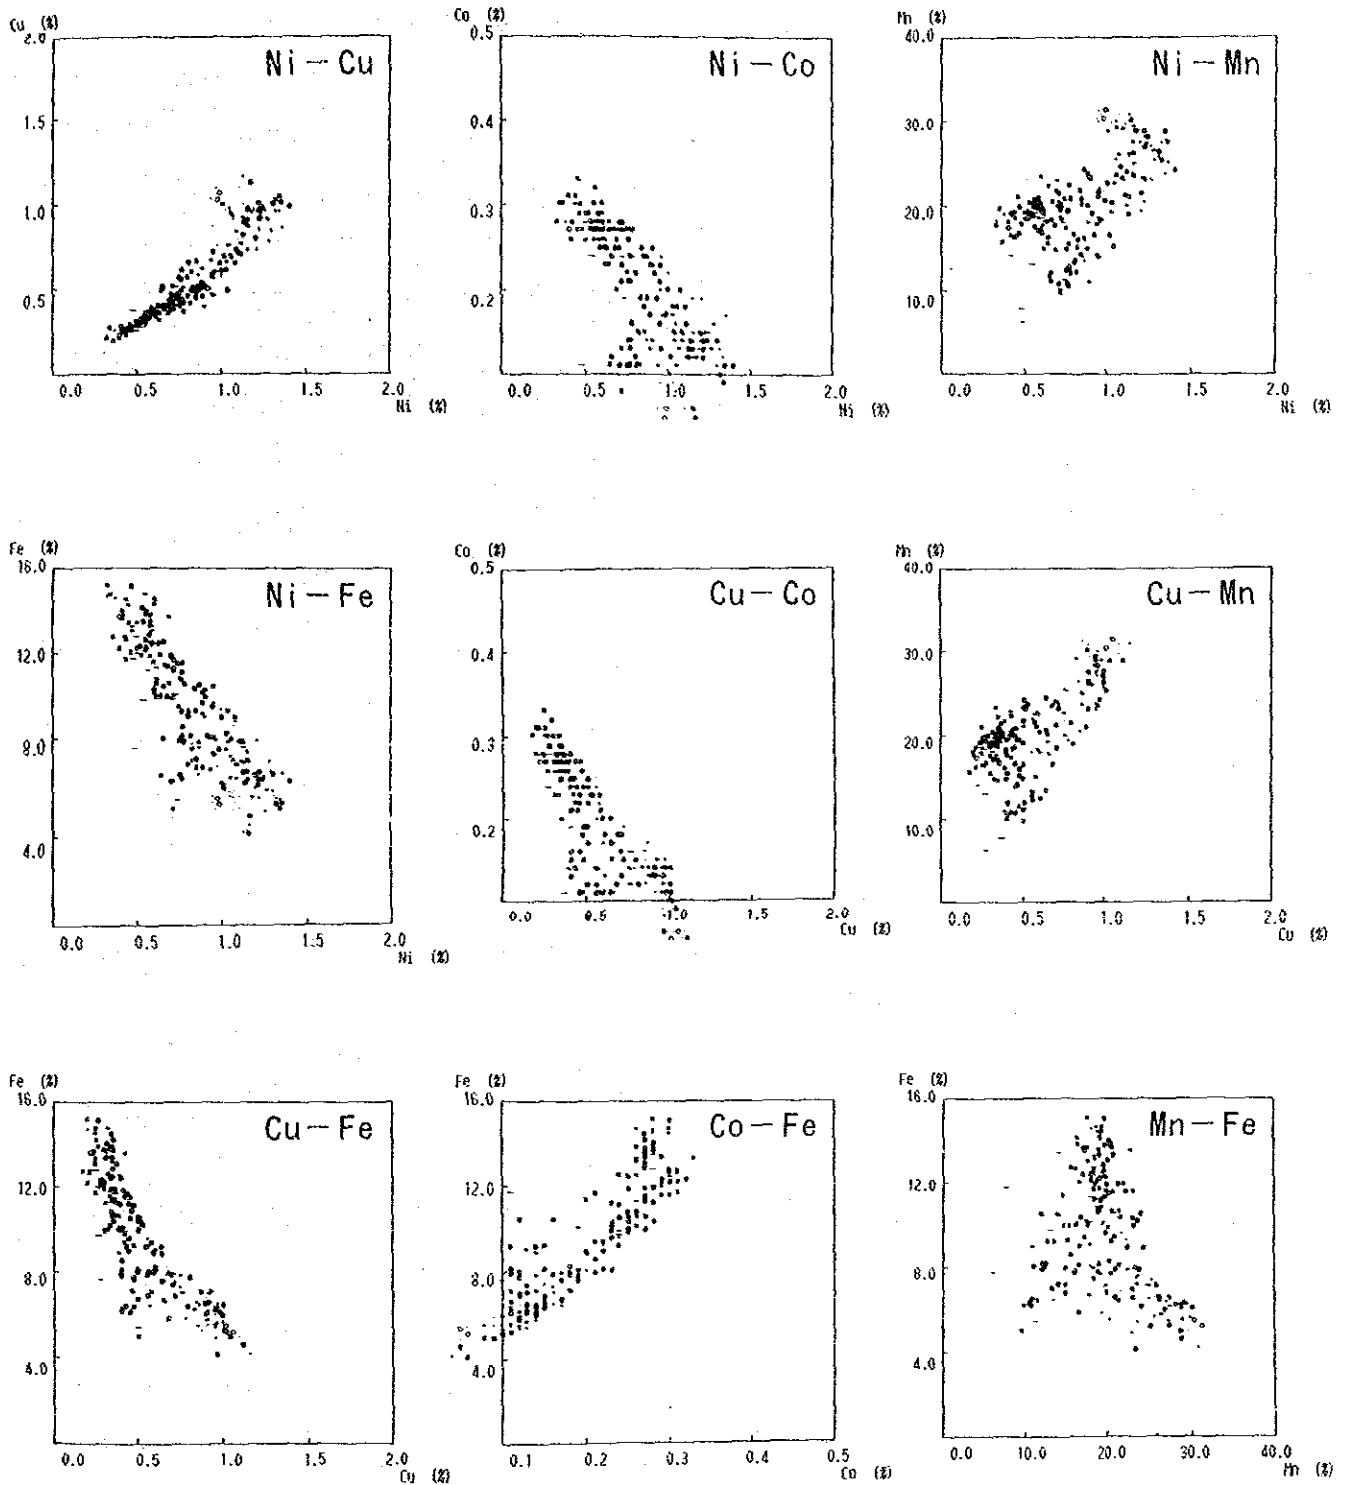 Cu (%)
2.0
Ni-Cu
1.5
1.0
0.5
0.0 0.5 1.0 1.5 2.0
Ni (%)
Co (%)
0.5
Ni-Co
0.4
0.3
0.2
0.0 0.5 1.0 1.5 2.0
Ni (%)
Mn (%)
40.0
Ni-Mn
30.0
20.0
10.0
0.0 0.5 1.0 1.5 2.0
Ni (%)
Fe (%)
16.0
Ni-Fe
12.0
8.0
4.0
0.0 0.5 1.0 1.5 2.0
Ni (%)
Co (%)
0.5
Cu-Co
0.4
0.3
0.2
0.0 0.5 1.0 1.5 2.0
Cu (%)
Mn (%)
40.0
Cu-Mn
30.0
20.0
10.0
0.0 0.5 1.0 1.5 2.0
Cu (%)
Fe (%)
16.0
Cu-Fe
12.0
8.0
4.0
0.0 0.5 1.0 1.5 2.0
Cu (%)
Fe (%)
16.0
Co-Fe
12.0
8.0
4.0
0.1 0.2 0.3 0.4 0.5
Co (%)
Fe (%)
16.0
Mn-Fe
12.0
8.0
4.0
0.0 10.0 20.0 30.0 40.0
Mn (%)